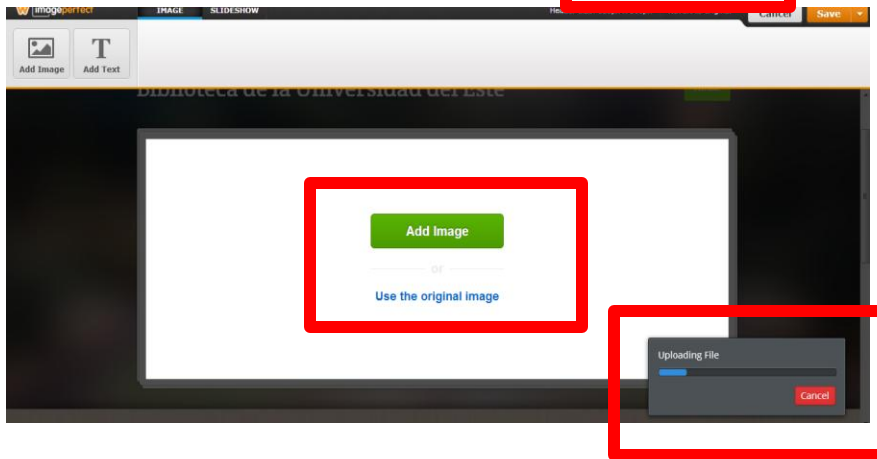 W imageperfect IMAGE SLIDESHOW Cancel Save
Add Image Add Text
Biblioteca de la Universidad del Este
Add Image
or
Use the original image
Uploading File
Cancel